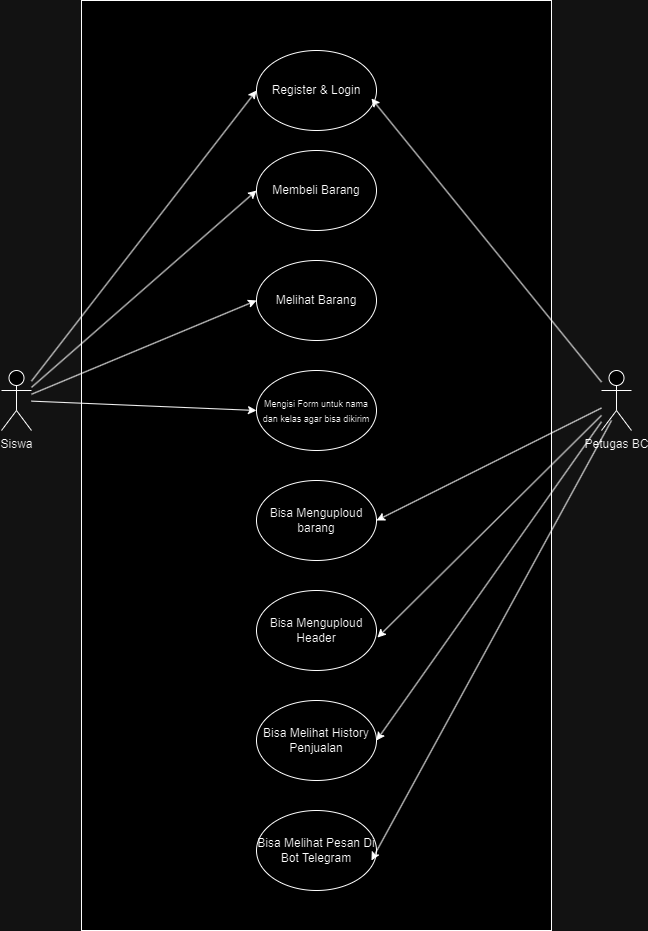 Register & Login
Membeli Barang
Melihat Barang
Mengisi Form untuk nama
dan kelas agar bisa dikirim
Siswa
Petugas BC
Bisa Menguploud
barang
Bisa Menguploud
Header
Bisa Melihat History
Penjualan
Bisa Melihat Pesan Di
Bot Telegram